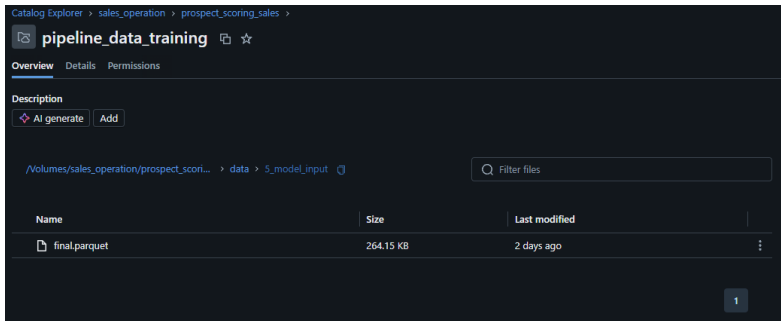 Catalog Explorer > sales_operation > prospect_scoring_sales >
pipeline_data_training
Overview Details Permissions
Description
AI generate Add
/Volumes/sales_operation/prospect_scori... > data > 5_model_input
Filter files
Name Size Last modified
final.parquet 264.15 KB 2 days ago
1